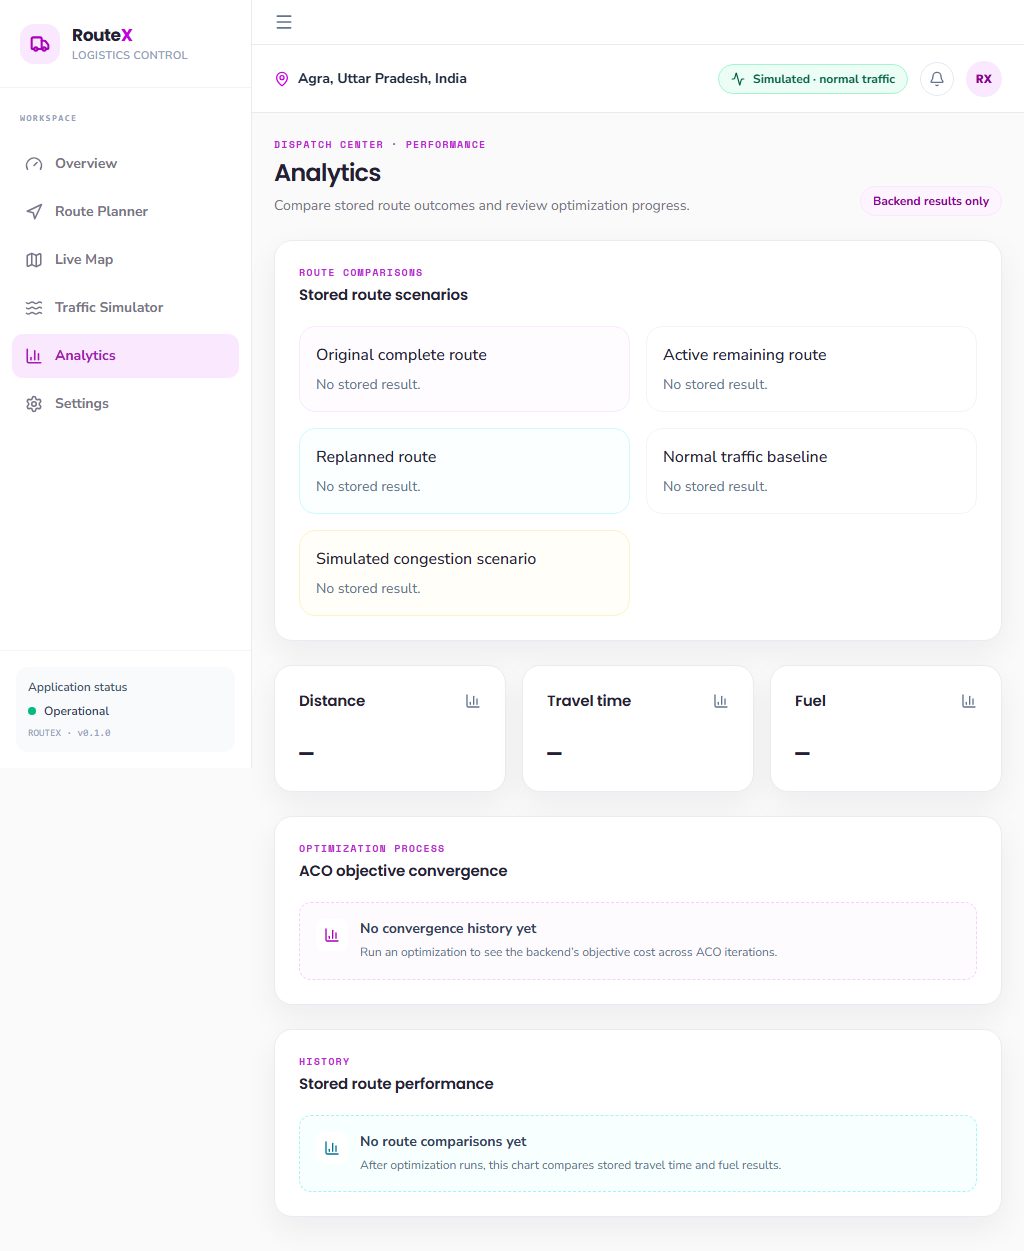 RouteX
LOGISTICS CONTROL
WORKSPACE
Overview
Route Planner
Live Map
Traffic Simulator
Analytics
Settings
Application status
Operational
ROUTEX · v0.1.0
Agra, Uttar Pradesh, India
Simulated · normal traffic
RX
DISPATCH CENTER · PERFORMANCE
Analytics
Compare stored route outcomes and review optimization progress.
Backend results only
ROUTE COMPARISONS
Stored route scenarios
Original complete route
No stored result.
Active remaining route
No stored result.
Replanned route
No stored result.
Normal traffic baseline
No stored result.
Simulated congestion scenario
No stored result.
Distance
—
Travel time
—
Fuel
—
OPTIMIZATION PROCESS
ACO objective convergence
No convergence history yet
Run an optimization to see the backend’s objective cost across ACO iterations.
HISTORY
Stored route performance
No route comparisons yet
After optimization runs, this chart compares stored travel time and fuel results.